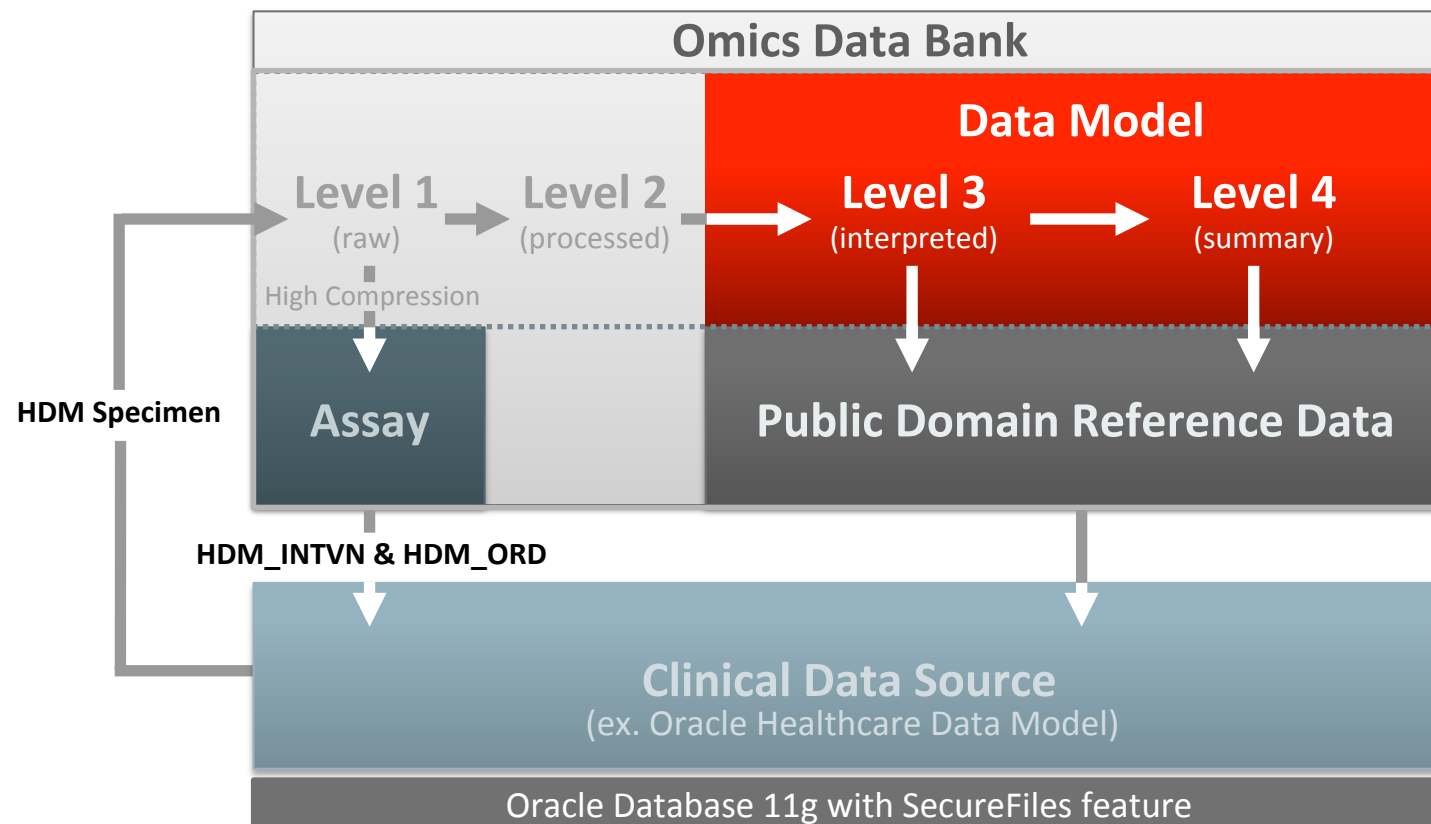 Omics Data Bank
Data Model
Level 1
(raw)
Level 2
(processed)
Level 3
(interpreted)
Level 4
(summary)
High Compression
HDM Specimen
Assay
Public Domain Reference Data
HDM_INTVN & HDM_ORD
Clinical Data Source
(ex. Oracle Healthcare Data Model)
Oracle Database 11g with SecureFiles feature